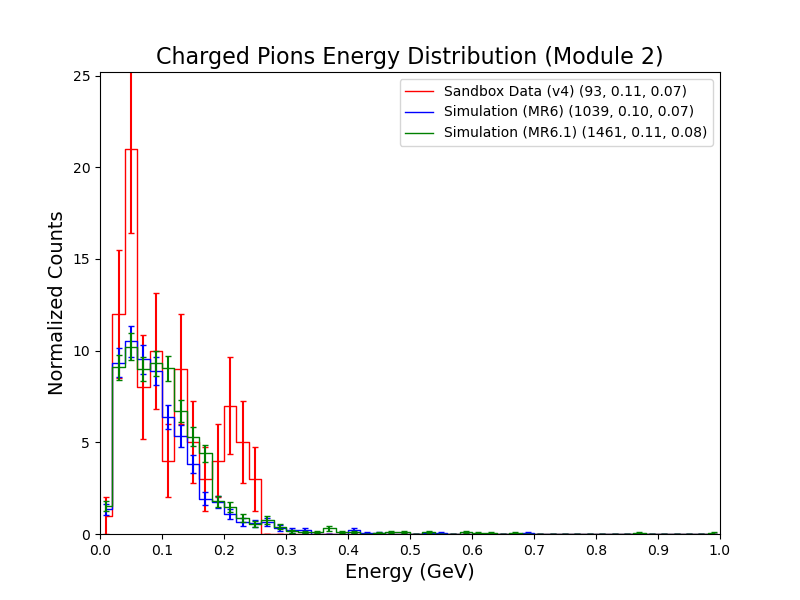 Charged Pions Energy Distribution (Module 2)
Sandbox Data (v4) (93, 0.11, 0.07)
Simulation (MR6) (1039, 0.10, 0.07)
Simulation (MR6.1) (1461, 0.11, 0.08)
Normalized Counts
25
20
15
10
5
0
0.0 0.1 0.2 0.3 0.4 0.5 0.6 0.7 0.8 0.9 1.0
Energy (GeV)